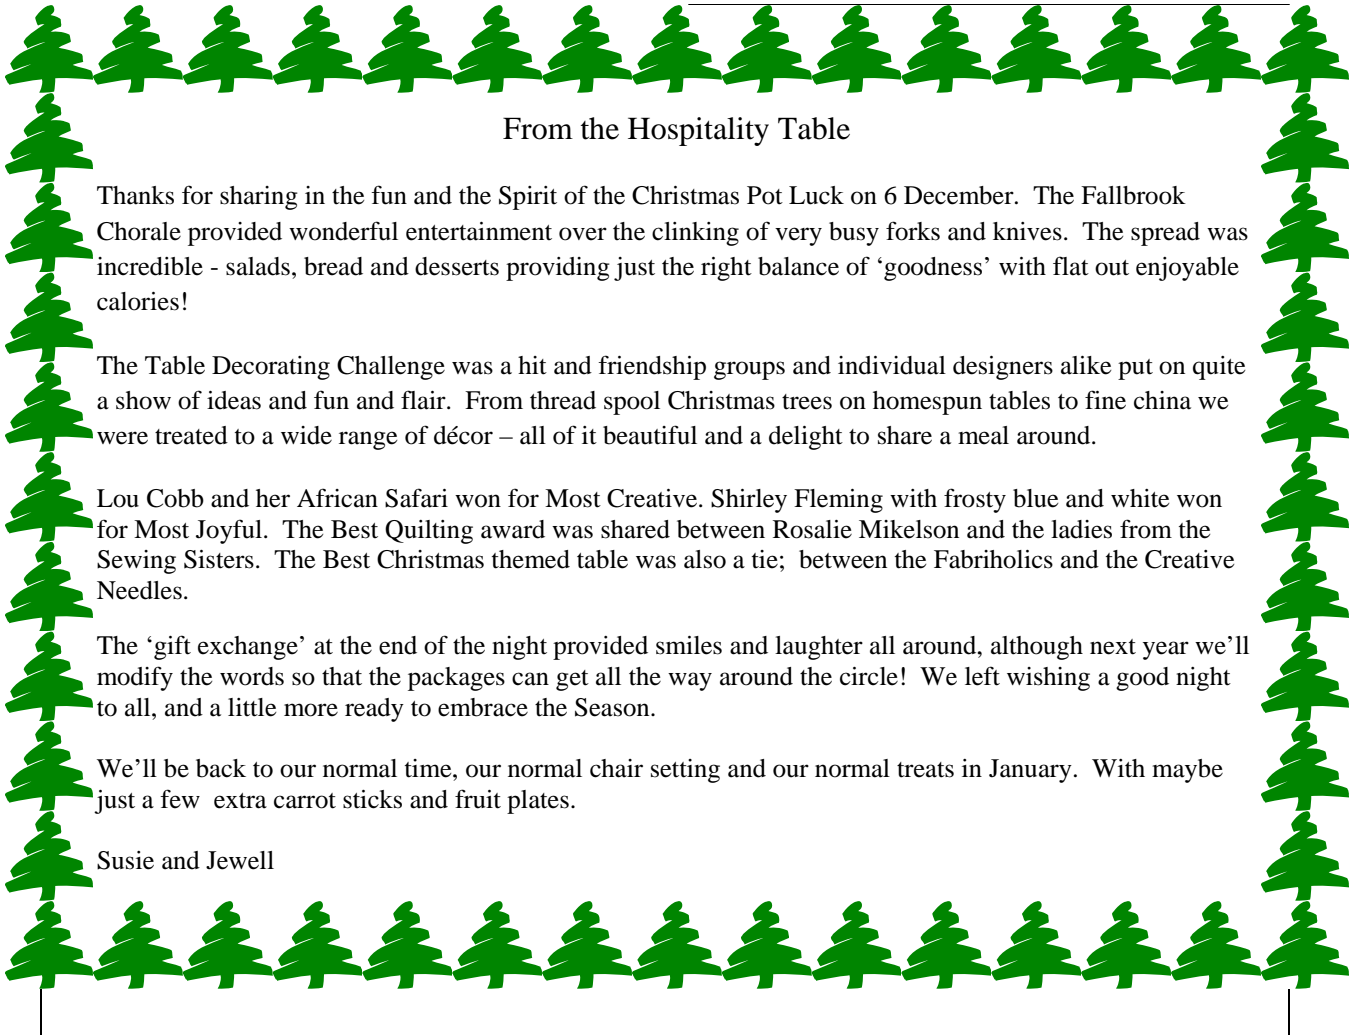 From the Hospitality Table
Thanks for sharing in the fun and the Spirit of the Christmas Pot Luck on 6 December.  The Fallbrook
Chorale provided wonderful entertainment over the clinking of very busy forks and knives.  The spread was
incredible - salads, bread and desserts providing just the right balance of ‘goodness’ with flat out enjoyable
calories!
The Table Decorating Challenge was a hit and friendship groups and individual designers alike put on quite
a show of ideas and fun and flair.  From thread spool Christmas trees on homespun tables to fine china we
were treated to a wide range of décor – all of it beautiful and a delight to share a meal around.
Lou Cobb and her African Safari won for Most Creative. Shirley Fleming with frosty blue and white won
for Most Joyful.  The Best Quilting award was shared between Rosalie Mikelson and the ladies from the
Sewing Sisters.  The Best Christmas themed table was also a tie;  between the Fabriholics and the Creative
Needles.
The ‘gift exchange’ at the end of the night provided smiles and laughter all around, although next year we’ll
modify the words so that the packages can get all the way around the circle!  We left wishing a good night
to all, and a little more ready to embrace the Season.
We’ll be back to our normal time, our normal chair setting and our normal treats in January.  With maybe
just a few  extra carrot sticks and fruit plates.
Susie and Jewell